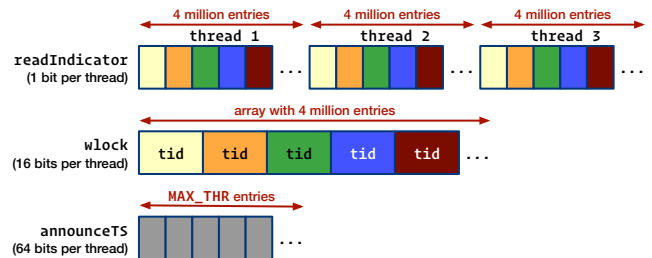 4 million entries 4 million entries 4 million entries
thread 1 thread 2 thread 3
readIndicator
(1 bit per thread)
... ... ...
array with 4 million entries
wlock
(16 bits per thread)
tid tid tid tid tid ...
MAX_THR entries
announceTS
(64 bits per thread)
...